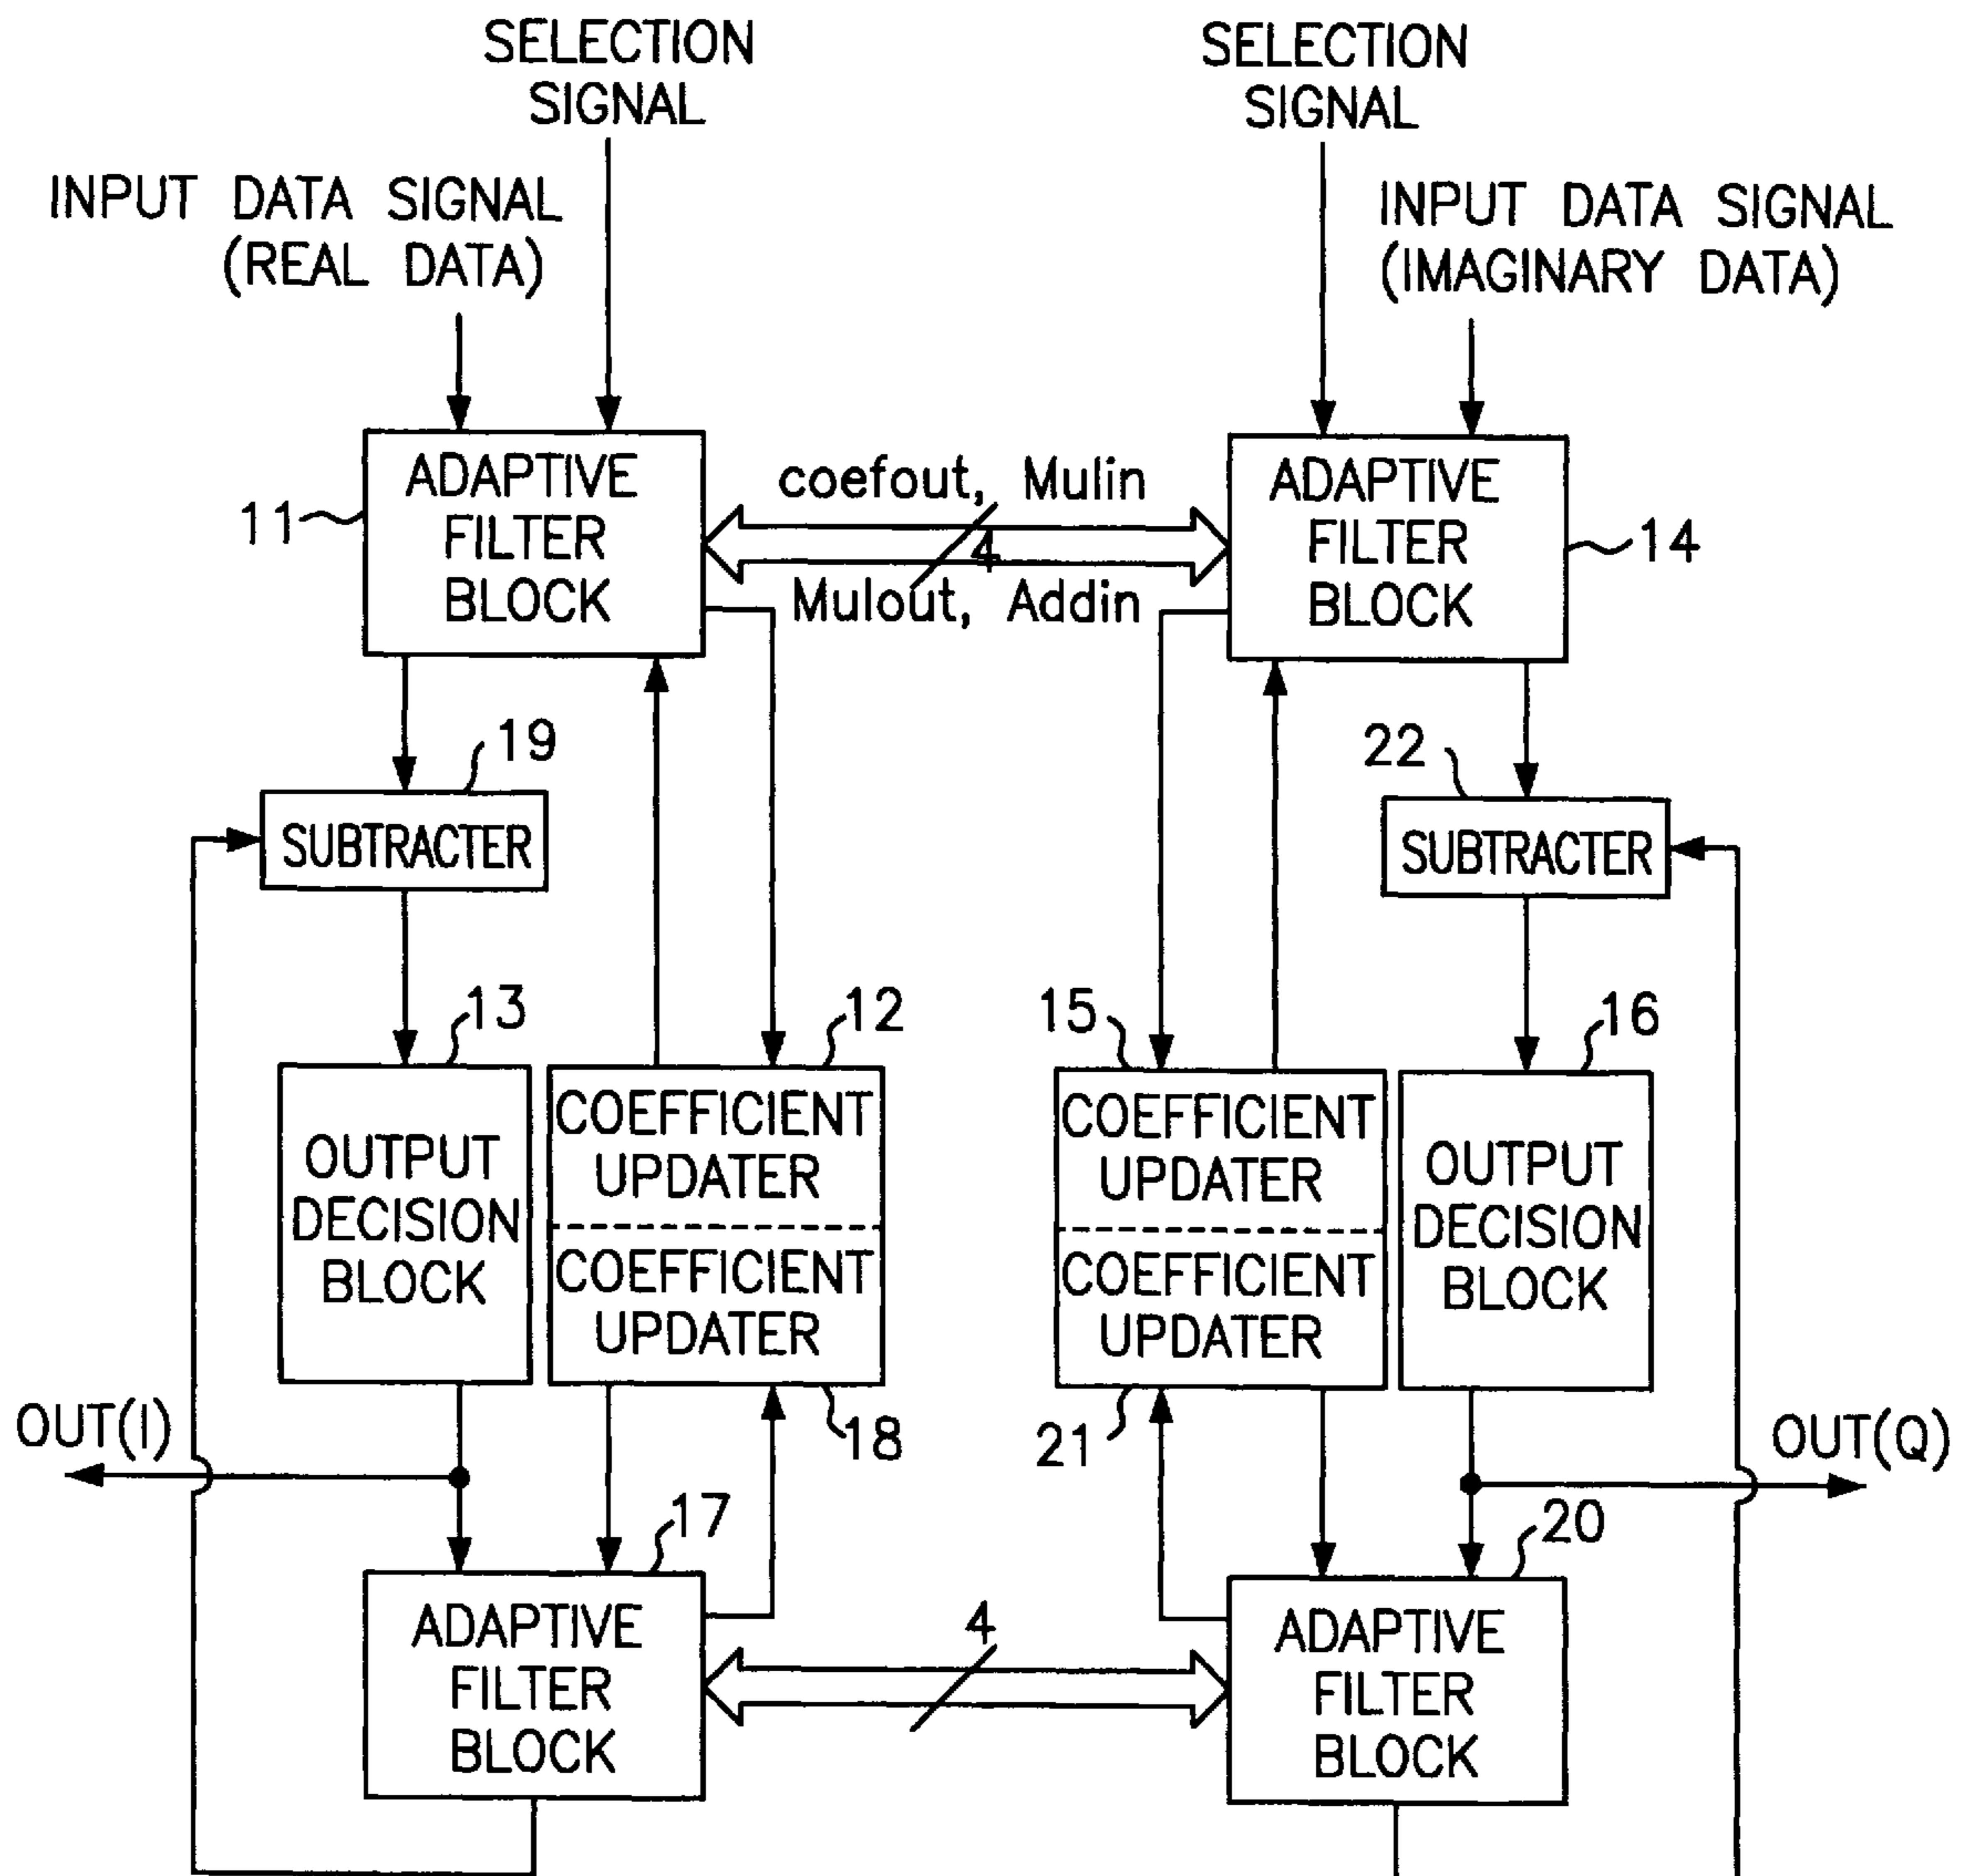 SELECTION
SIGNAL
SELECTION
SIGNAL
INPUT DATA SIGNAL
(REAL DATA)
INPUT DATA SIGNAL
(IMAGINARY DATA)
11
ADAPTIVE
FILTER
BLOCK
coefout, Mulin
4
Mulout, Addin
ADAPTIVE
FILTER
BLOCK
14
19
SUBTRACTER
22
SUBTRACTER
13
OUTPUT
DECISION
BLOCK
12
COEFFICIENT
UPDATER
COEFFICIENT
UPDATER
18
15
COEFFICIENT
UPDATER
COEFFICIENT
UPDATER
21
16
OUTPUT
DECISION
BLOCK
OUT(I)
OUT(Q)
17
ADAPTIVE
FILTER
BLOCK
4
20
ADAPTIVE
FILTER
BLOCK